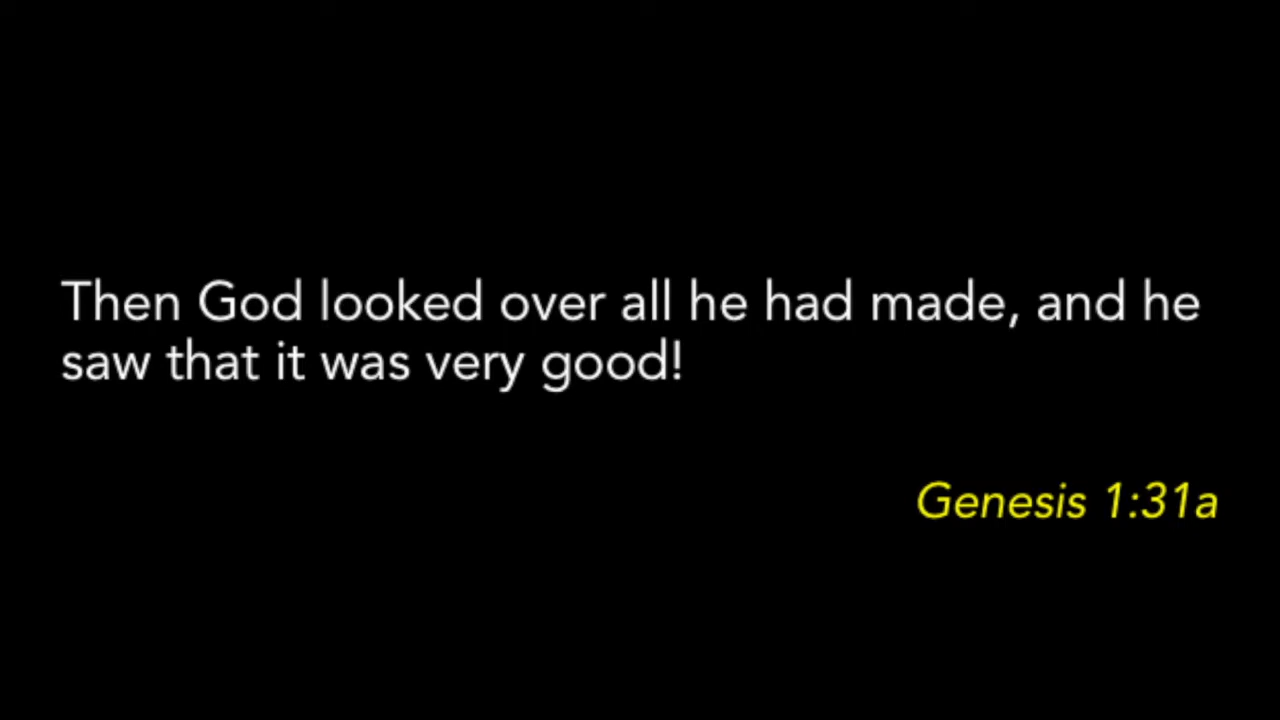 Then God looked over all he had made, and he
saw that it was very good!
Genesis 1:31a